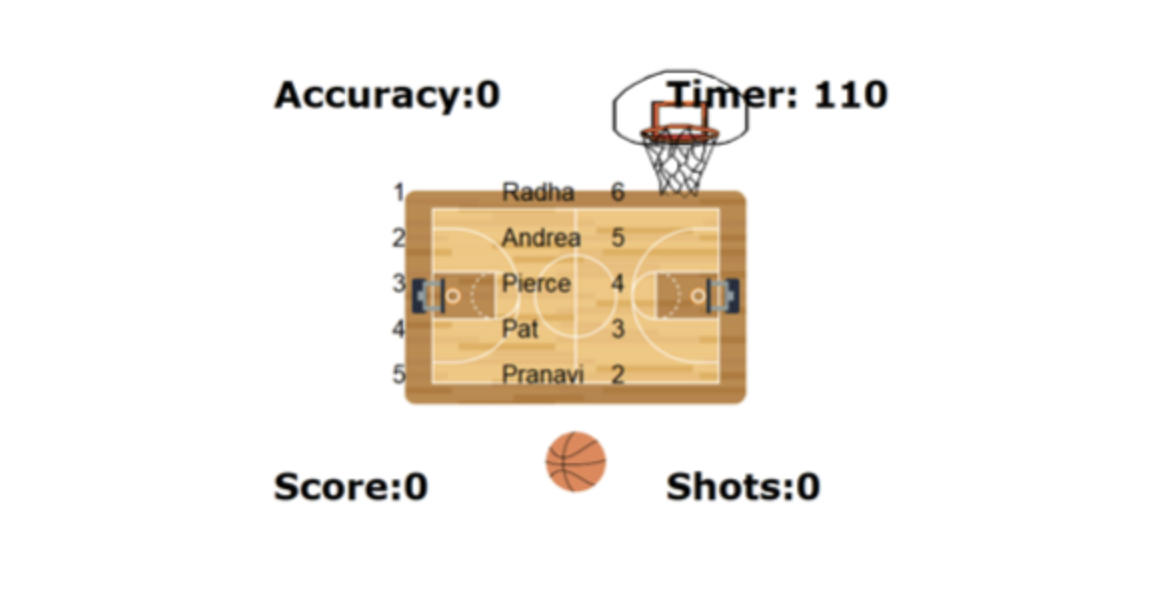 Accuracy:0 Timer: 110
1 Radha 6
2 Andrea 5
3 Pierce 4
4 Pat 3
5 Pranavi 2
Score:0 Shots:0